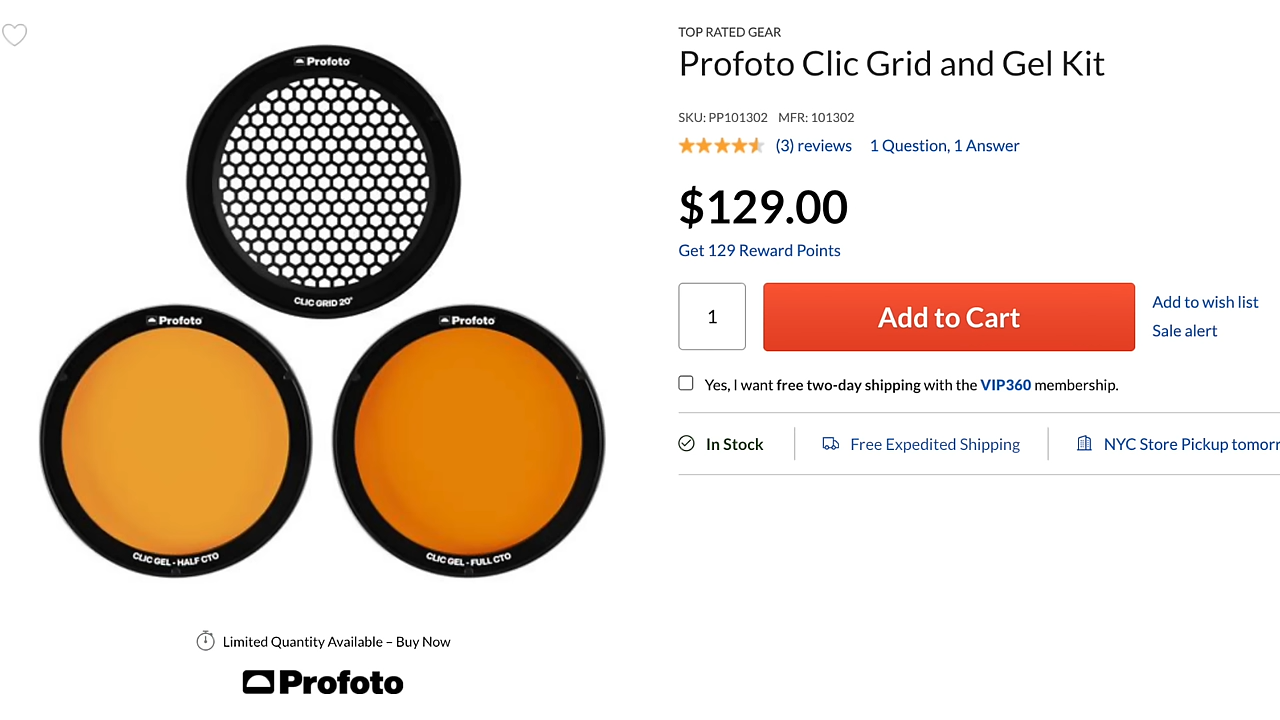 TOP RATED GEAR
Profoto Clic Grid and Gel Kit
SKU: PP101302 MFR: 101302
(3) reviews 1 Question, 1 Answer
$129.00
Get 129 Reward Points
1 Add to Cart
Add to wish list
Sale alert
Yes, I want free two-day shipping with the VIP360 membership.
In Stock Free Expedited Shipping NYC Store Pickup tomorr
Profoto
CLIC GRID 20°
Profoto
CLIC GEL - HALF CTO
Profoto
CLIC GEL - FULL CTO
Limited Quantity Available – Buy Now
Profoto